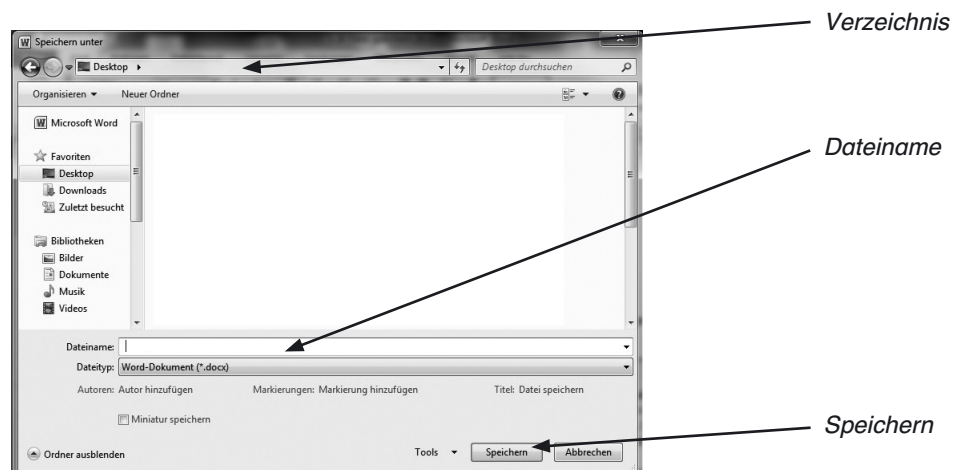 Verzeichnis
Speichern unter
Desktop
Desktop durchsuchen
Organisieren Neuer Ordner
Microsoft Word
Favoriten
Desktop
Downloads
Zuletzt besucht
Bibliotheken
Bilder
Dokumente
Musik
Videos
Dateiname
Dateiname:
Dateityp: Word-Dokument (*.docx)
Autoren: Autor hinzufügen Markierungen: Markierung hinzufügen Titel: Datei speichern
Miniatur speichern
Speichern
Ordner ausblenden Tools Speichern Abbrechen